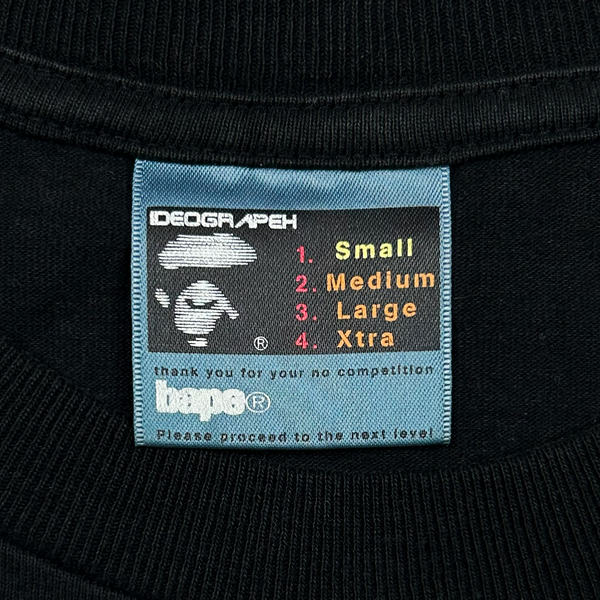 IDEOGRAPEH
1. Small
2. Medium
3. Large
4. Xtra
®
thank you for your no competition
bape®
Please proceed to the next level